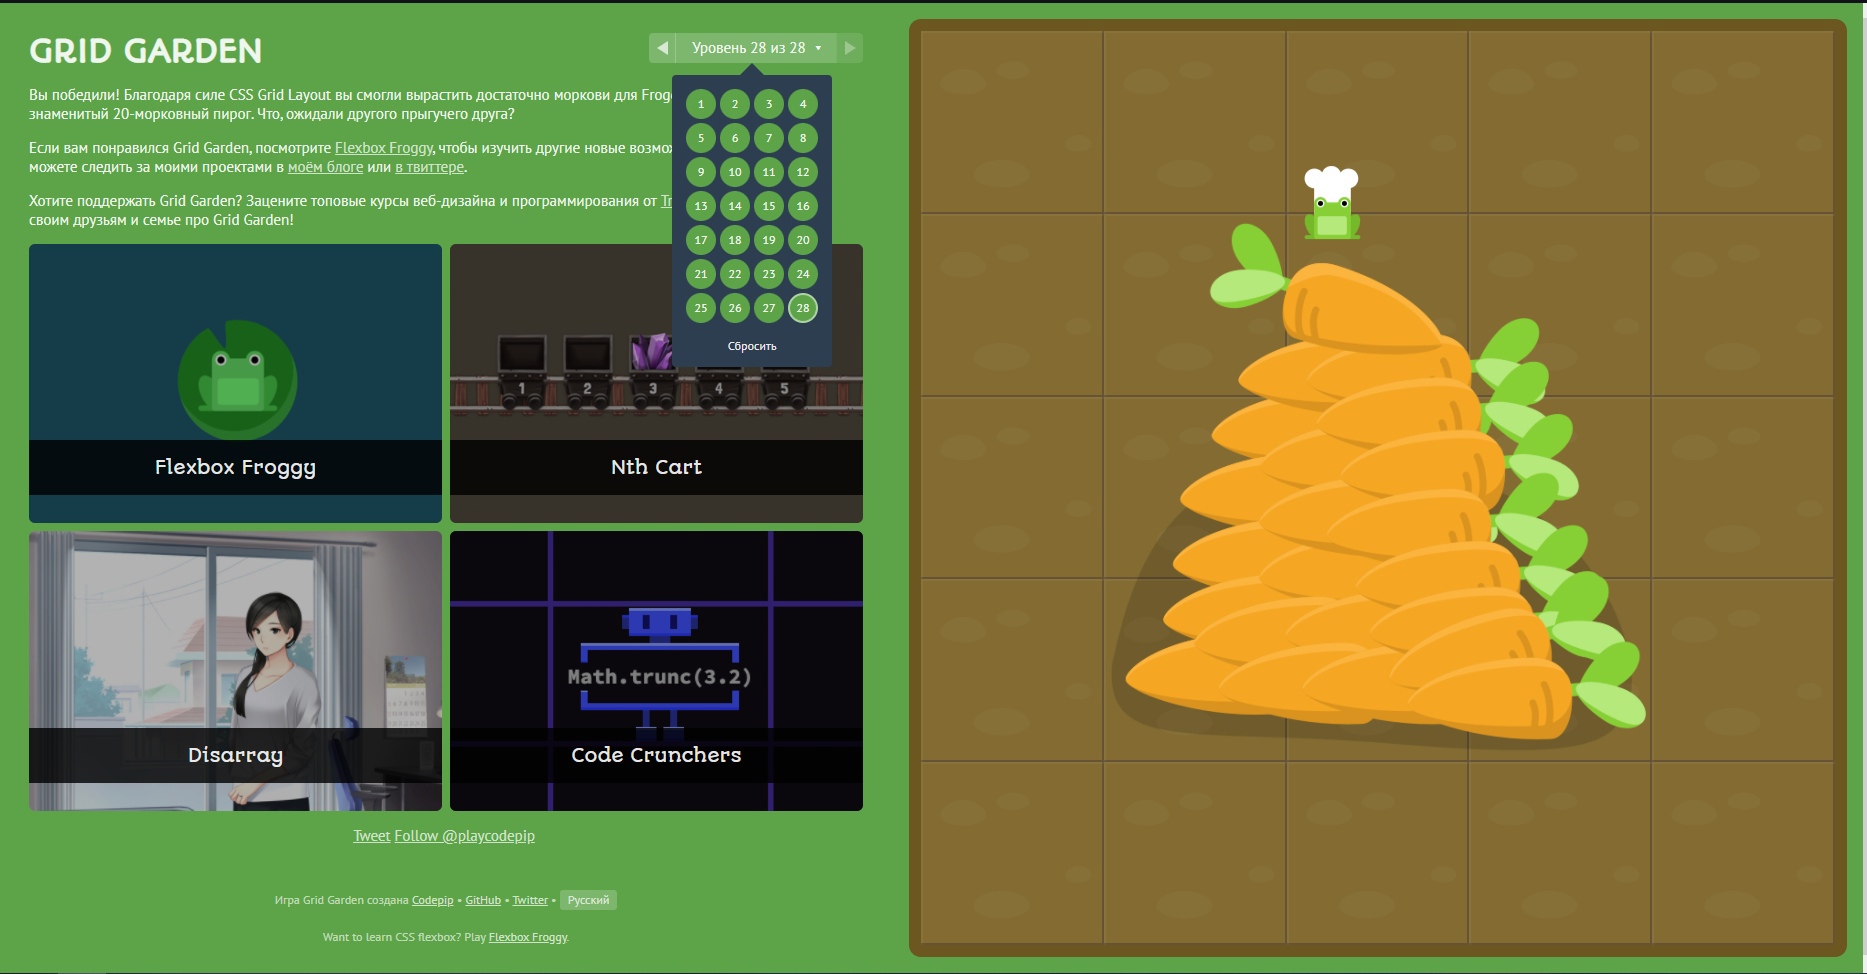 GRID GARDEN
Уровень 28 из 28
Вы победили! Благодаря силе CSS Grid Layout вы смогли вырастить достаточно моркови для
знаменитый 20-морковный пирог. Что, ожидали другого прыгучего друга?
Если вам понравился Grid Garden, посмотрите Flexbox Froggy, чтобы изучить другие новые
можете следить за моими проектами в моём блоге или в твиттере.
Хотите поддержать Grid Garden? Зацените топовые курсы веб-дизайна и программирования от
своим друзьям и семье про Grid Garden!
1 2 3 4
5 6 7 8
9 10 11 12
13 14 15 16
17 18 19 20
21 22 23 24
25 26 27 28
Сбросить
1 2 3 4 5
Flexbox Froggy
Nth Cart
Math.trunc(3.2)
Disarray
Code Crunchers
Tweet Follow @playcodepip
Игра Grid Garden создана Codepip • GitHub • Twitter • Русский
Want to learn CSS flexbox? Play Flexbox Froggy.